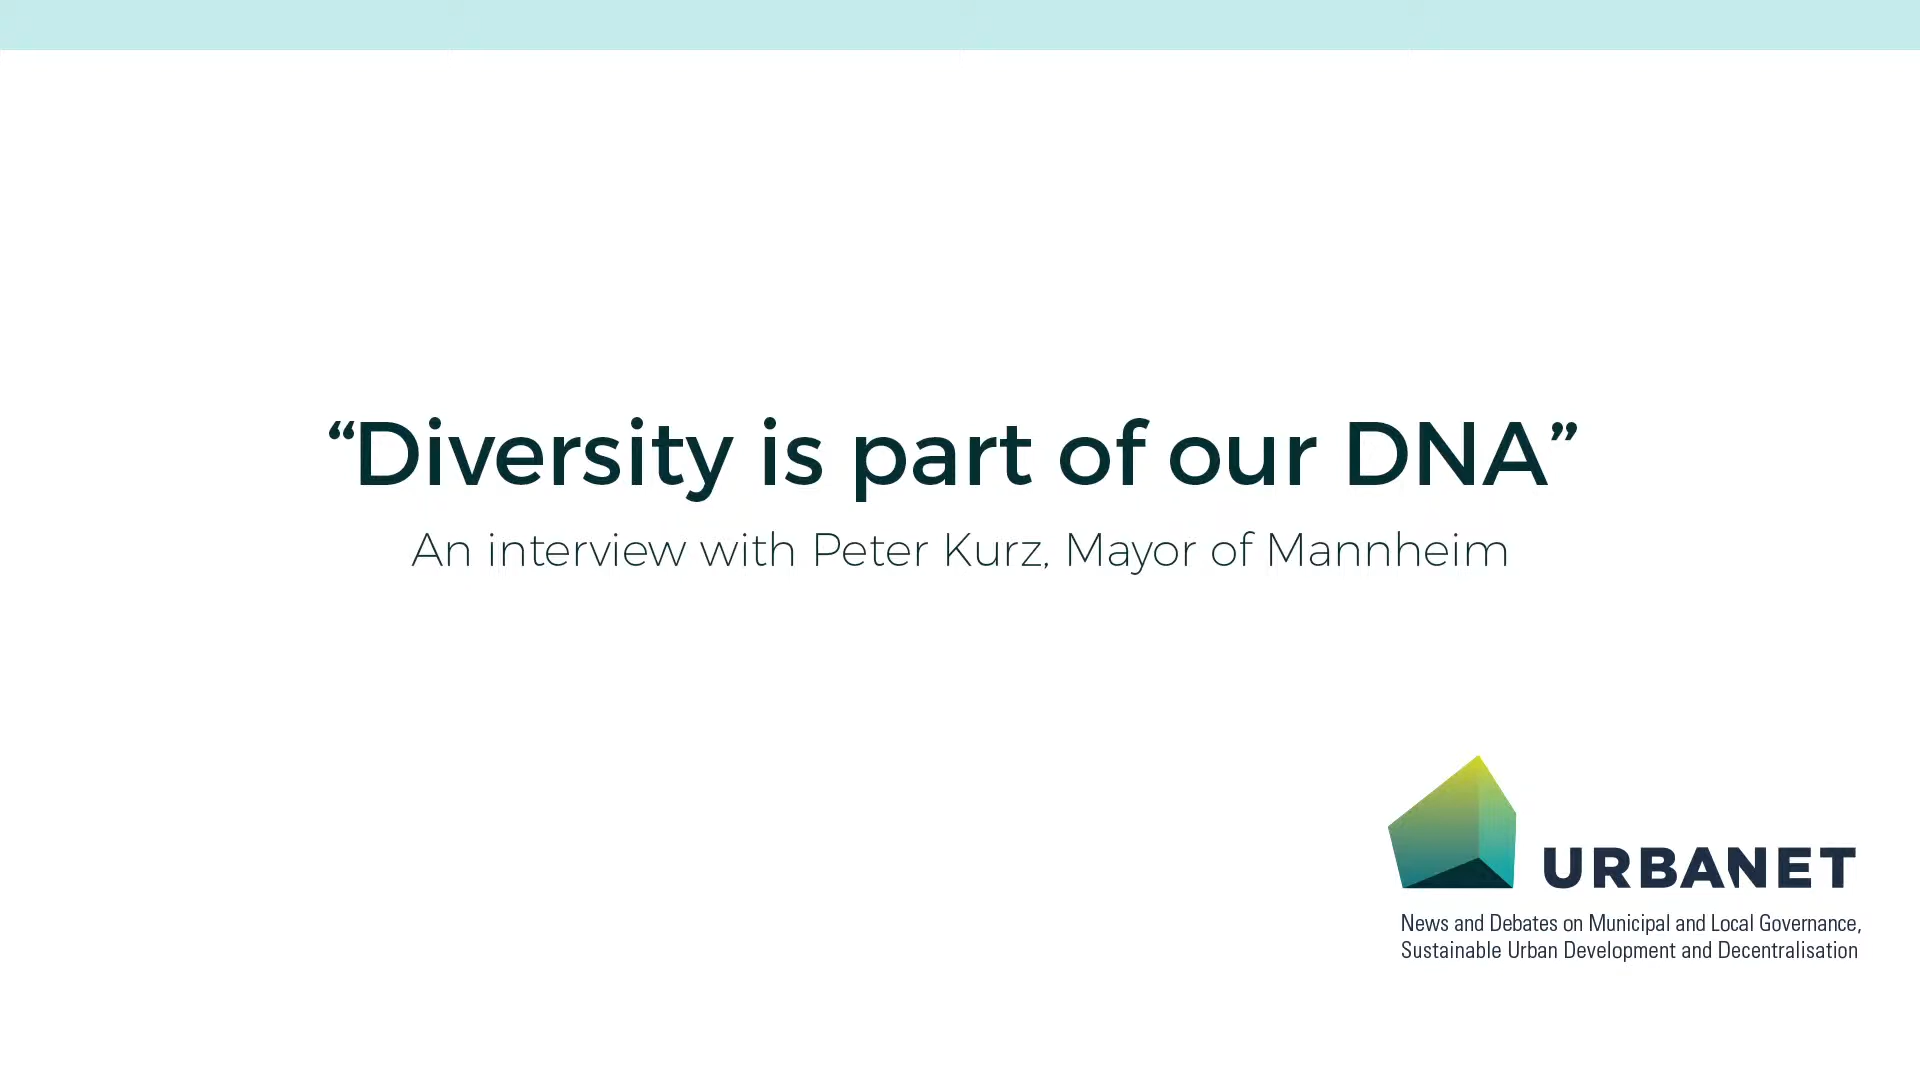 “Diversity is part of our DNA”
An interview with Peter Kurz, Mayor of Mannheim
URBANET
News and Debates on Municipal and Local Governance,
Sustainable Urban Development and Decentralisation